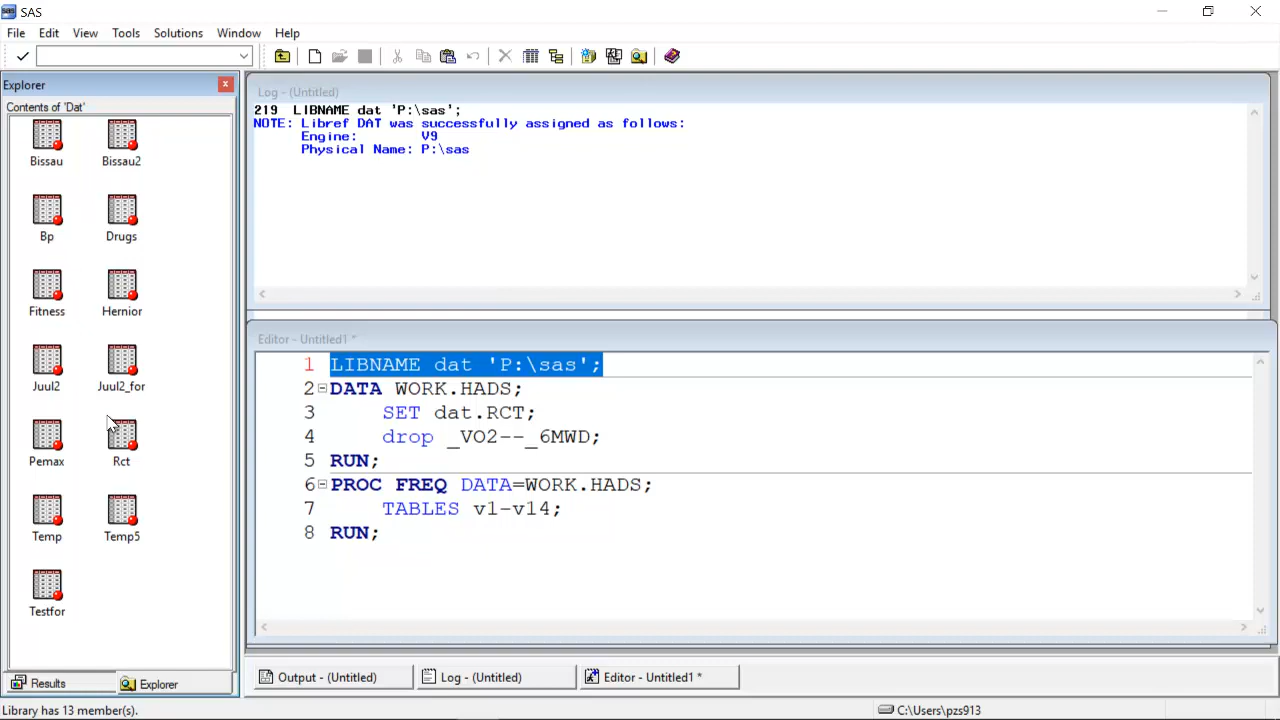 SAS
File Edit View Tools Solutions Window Help
Explorer
Contents of 'Dat'
Bissau Bissau2
Bp Drugs
Fitness Hernior
Juul2 Juul2_for
Pemax Rct
Temp Temp5
Testfor
Results Explorer
Log - (Untitled)
219 LIBNAME dat 'P:\sas';
NOTE: Libref DAT was successfully assigned as follows:
Engine: V9
Physical Name: P:\sas
Editor - Untitled1 *
1 LIBNAME dat 'P:\sas';
2 DATA WORK.HADS;
3 SET dat.RCT;
4 drop _VO2--_6MWD;
5 RUN;
6 PROC FREQ DATA=WORK.HADS;
7 TABLES v1-v14;
8 RUN;
Output - (Untitled) Log - (Untitled) Editor - Untitled1 *
Library has 13 member(s). C:\Users\pzs913